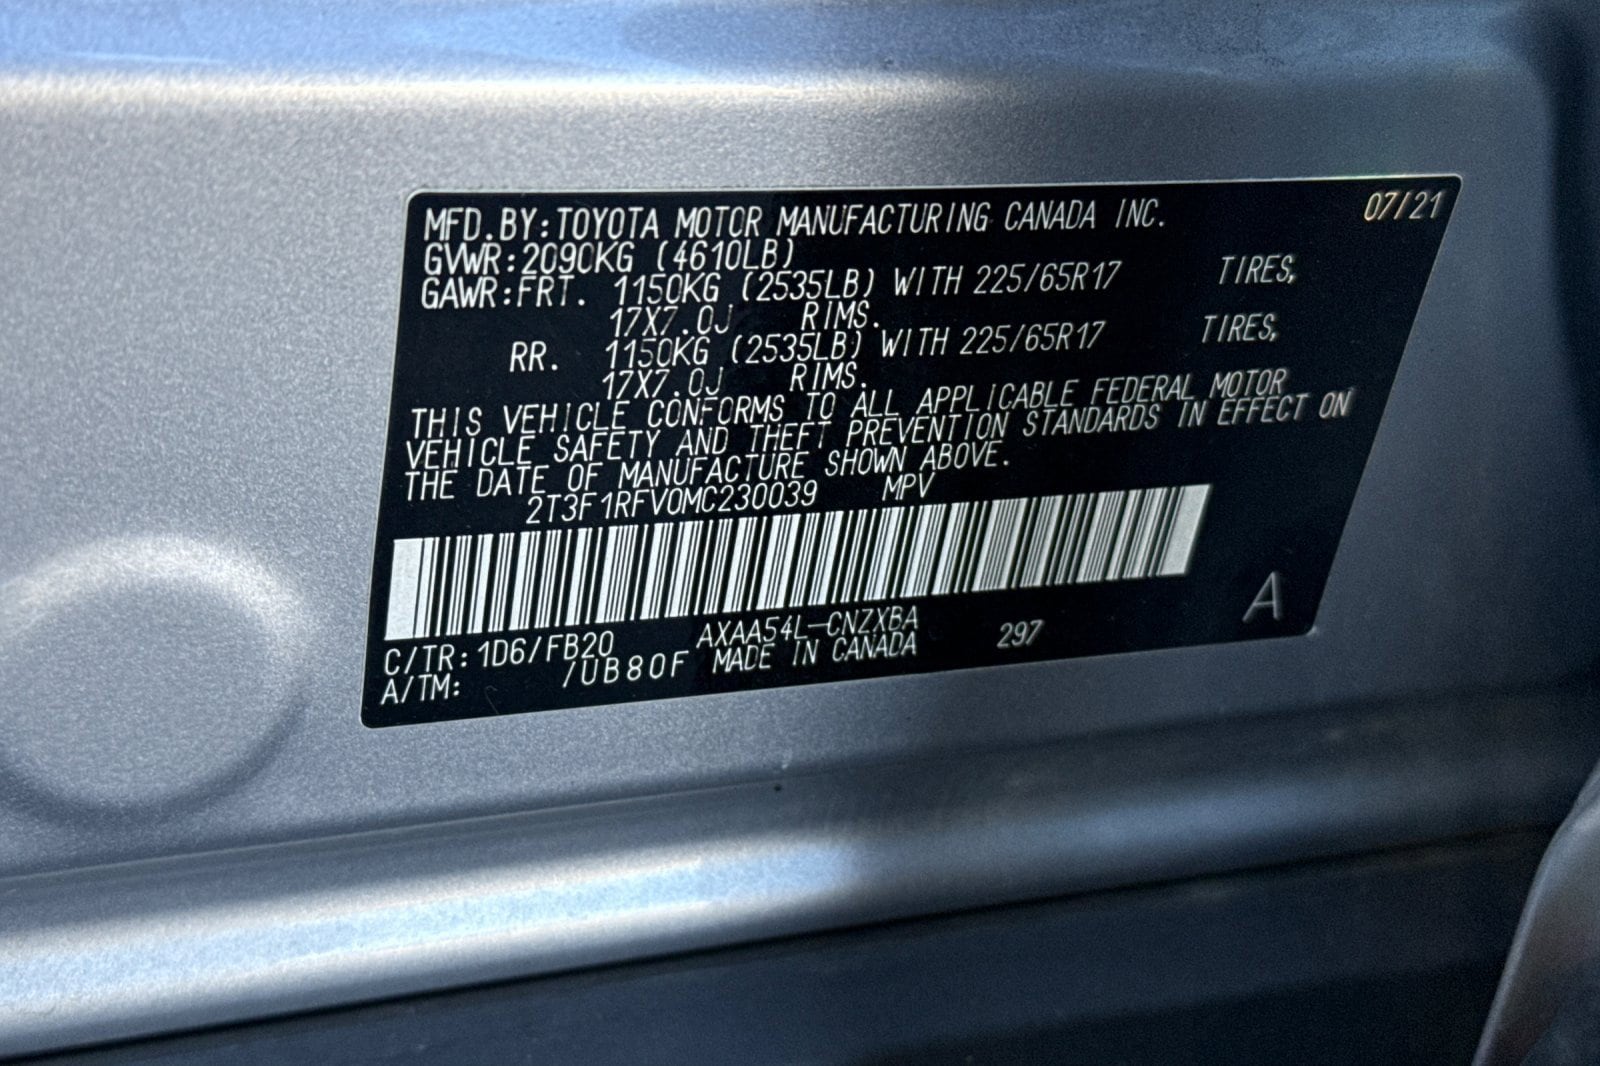 07/21
MFD.BY:TOYOTA MOTOR MANUFACTURING CANADA INC.
GVWR:2090KG (4610LB)
GAWR:FRT. 1150KG (2535LB) WITH 225/65R17 TIRES,
17X7.0J RIMS.
RR. 1150KG (2535LB) WITH 225/65R17 TIRES,
17X7.0J RIMS.
THIS VEHICLE CONFORMS TO ALL APPLICABLE FEDERAL MOTOR
VEHICLE SAFETY AND THEFT PREVENTION STANDARDS IN EFFECT ON
THE DATE OF MANUFACTURE SHOWN ABOVE.
2T3F1RFV0MC230039 MPV
C/TR:1D6/FB20 AXAA54L-CNZXBA 297 A
A/TM: /UB80F MADE IN CANADA